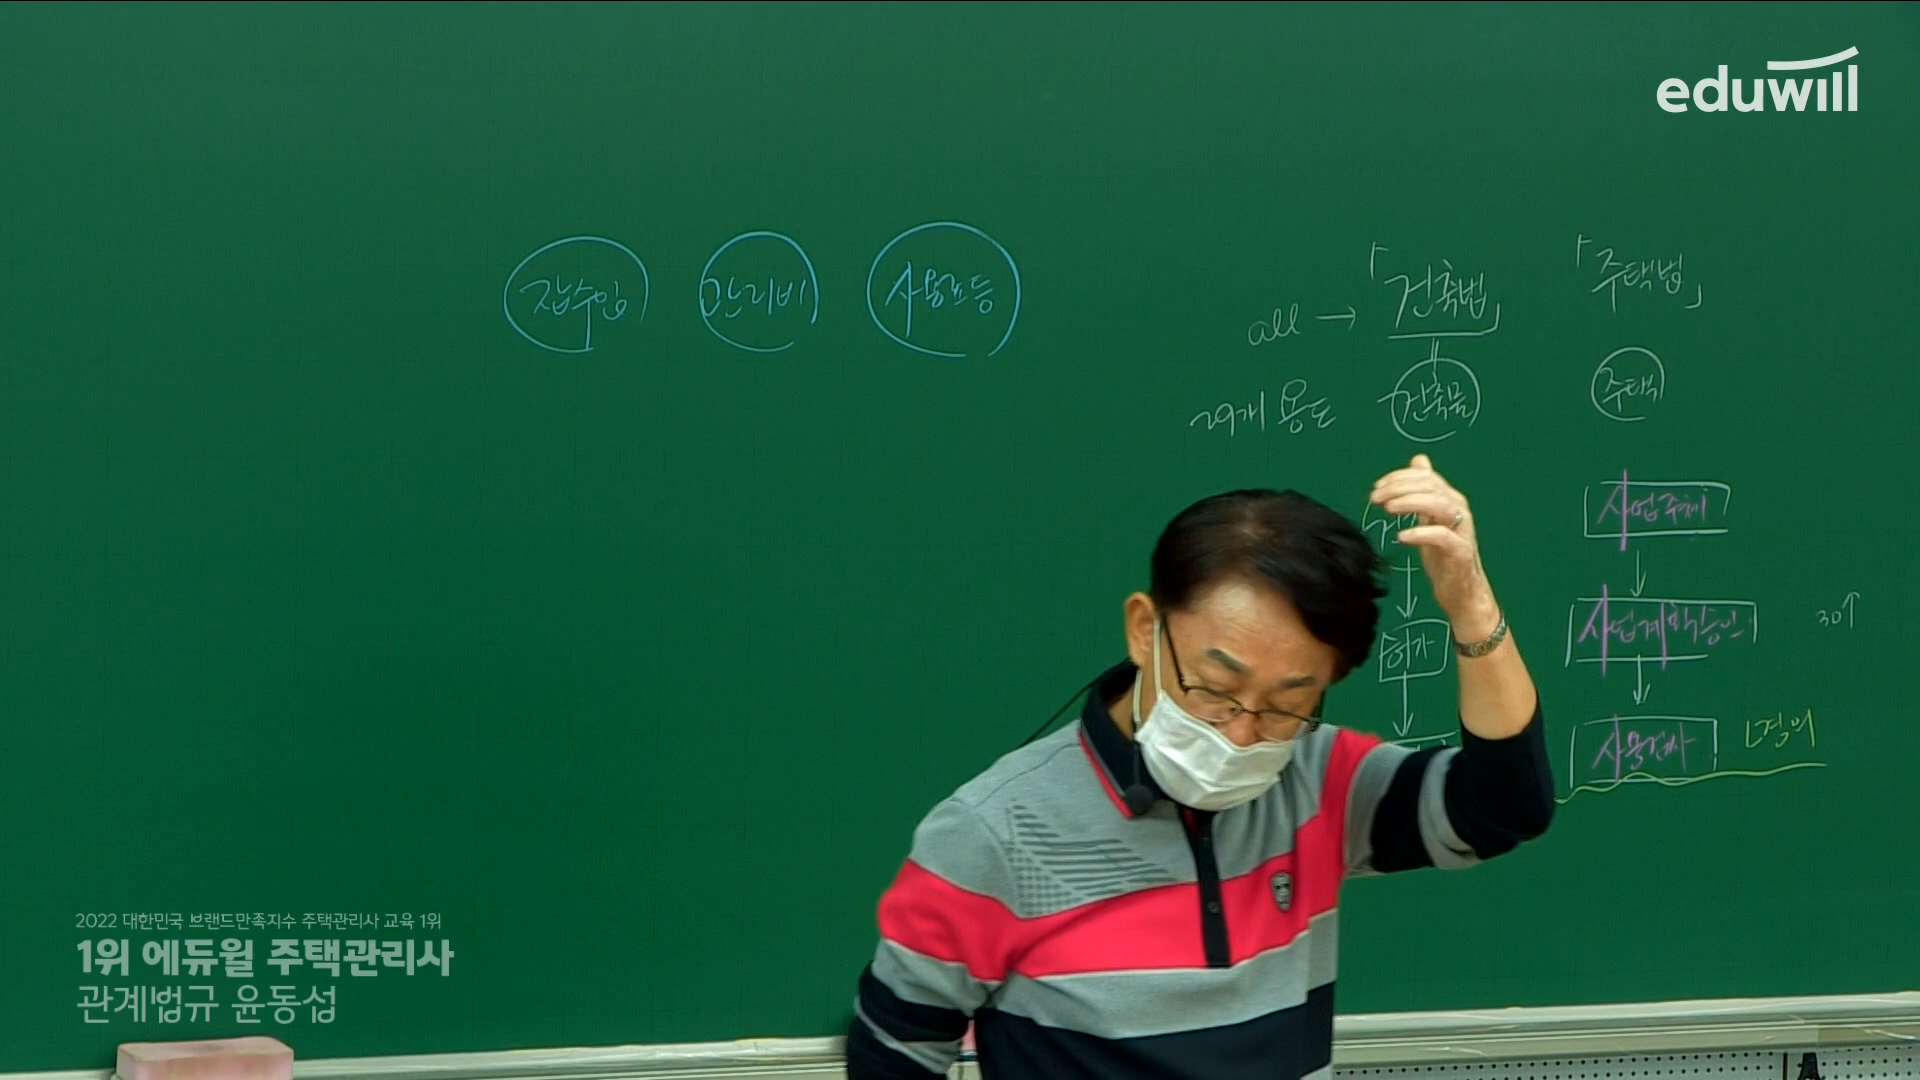 eduwill
잡수입 관리비 사용료등
all → 「건축법」 「주택법」
29개 용도 건축물 주택
사업주체
허가 사업계획승인 30↑
사용검사
2022 대한민국 브랜드만족지수 주택관리사 교육 1위
1위 에듀윌 주택관리사
관계법규 윤동섭